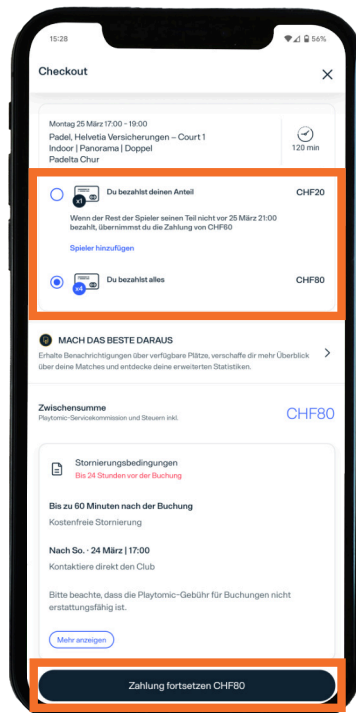 15:28
56%
Checkout
Montag 25 März 17:00 - 19:00
Padel, Helvetia Versicherungen – Court 1
Indoor | Panorama | Doppel
Padelta Chur
120 min
x1
Du bezahlst deinen Anteil
CHF20
Wenn der Rest der Spieler seinen Teil nicht vor 25 März 21:00
bezahlt, übernimmst du die Zahlung von CHF60
Spieler hinzufügen
x4
Du bezahlst alles
CHF80
MACH DAS BESTE DARAUS
Erhalte Benachrichtigungen über verfügbare Plätze, verschaffe dir mehr Überblick
über deine Matches und entdecke deine erweiterten Statistiken.
Zwischensumme
Playtomic-Servicekommission und Steuern inkl.
CHF80
Stornierungsbedingungen
Bis 24 Stunden vor der Buchung
Bis zu 60 Minuten nach der Buchung
Kostenfreie Stornierung
Nach So. · 24 März | 17:00
Kontaktiere direkt den Club
Bitte beachte, dass die Playtomic-Gebühr für Buchungen nicht
erstattungsfähig ist.
Mehr anzeigen
Zahlung fortsetzen CHF80